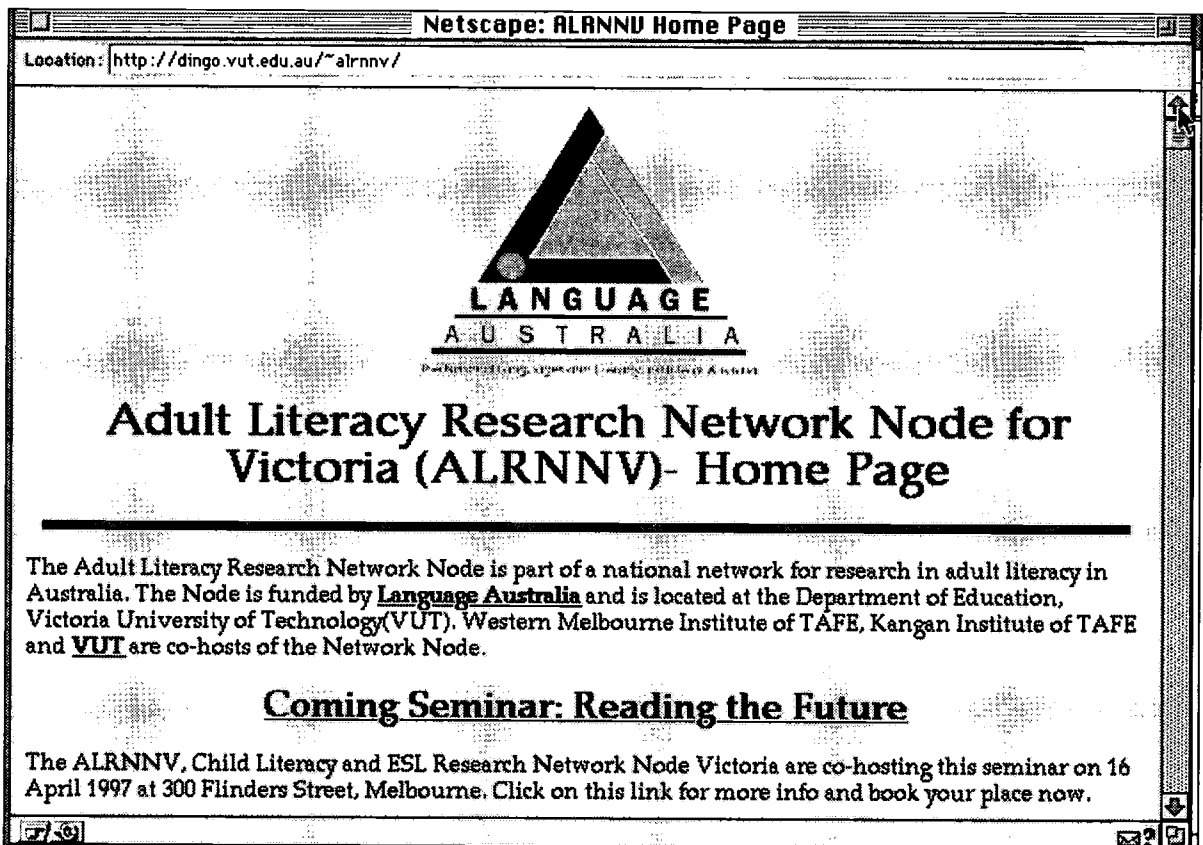 Netscape: ALRNNV Home Page
Location: http://dingo.vut.edu.au/~alrnnv/
LANGUAGE
AUSTRALIA
Adult Literacy Research Network Node for
Victoria (ALRNNV)- Home Page
The Adult Literacy Research Network Node is part of a national network for research in adult literacy in
Australia. The Node is funded by Language Australia and is located at the Department of Education,
Victoria University of Technology(VUT). Western Melbourne Institute of TAFE, Kangan Institute of TAFE
and VUT are co-hosts of the Network Node.
Coming Seminar: Reading the Future
The ALRNNV, Child Literacy and ESL Research Network Node Victoria are co-hosting this seminar on 16
April 1997 at 300 Flinders Street, Melbourne. Click on this link for more info and book your place now.